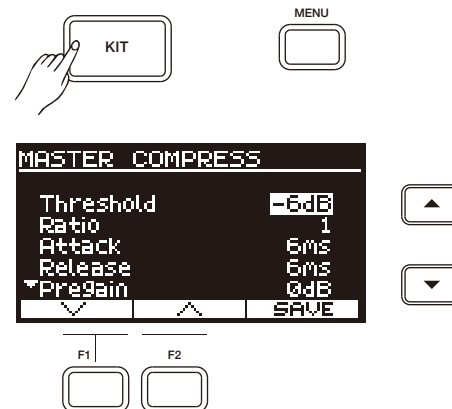 KIT
MENU
MASTER COMPRESS
Threshold -6dB
Ratio 1
Attack 6ms
Release 6ms
Pregain 0dB
SAVE
F1 F2